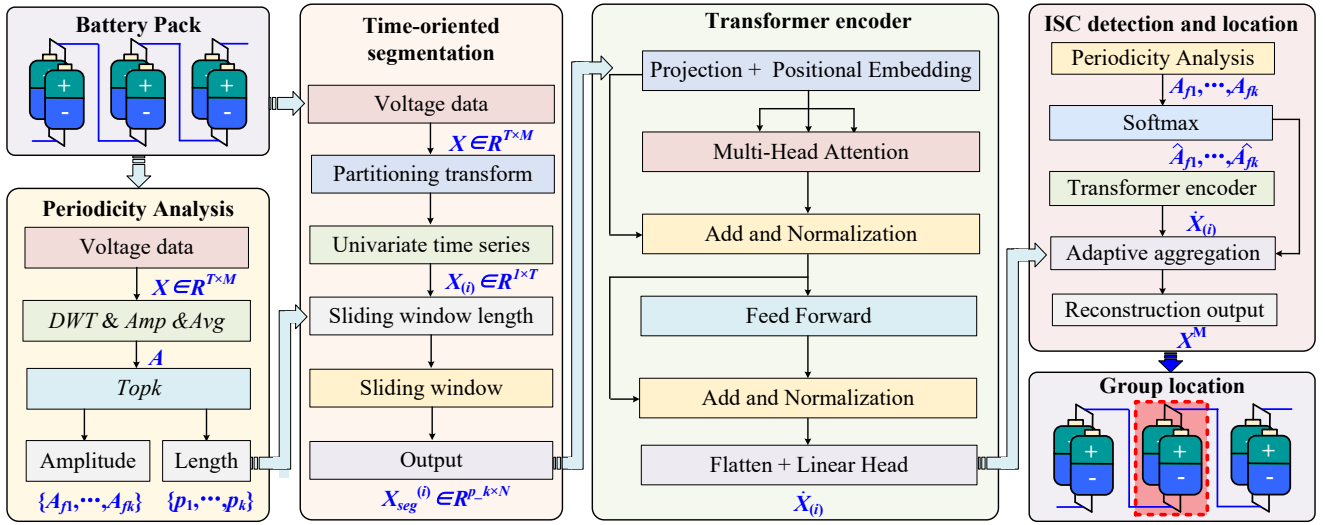 Battery Pack
+
-
+
-
+
-
Periodicity Analysis
Voltage data
X∈R^{T×M}
DWT & Amp &Avg
A
Topk
Amplitude
Length
{A_{f1},···,A_{fk}}
{p_1,···,p_k}
Time-oriented
segmentation
Voltage data
X∈R^{T×M}
Partitioning transform
Univariate time series
X_{(i)}∈R^{1×T}
Sliding window length
Sliding window
Output
X_{seg}^{(i)}∈R^{p_k×N}
Transformer encoder
Projection + Positional Embedding
Multi-Head Attention
Add and Normalization
Feed Forward
Add and Normalization
Flatten + Linear Head
Ẋ_{(i)}
ISC detection and location
Periodicity Analysis
A_{f1},···,A_{fk}
Softmax
Â_{f1},···,Â_{fk}
Transformer encoder
Ẋ_{(i)}
Adaptive aggregation
Reconstruction output
X^M
Group location
+
-
+
-
+
-